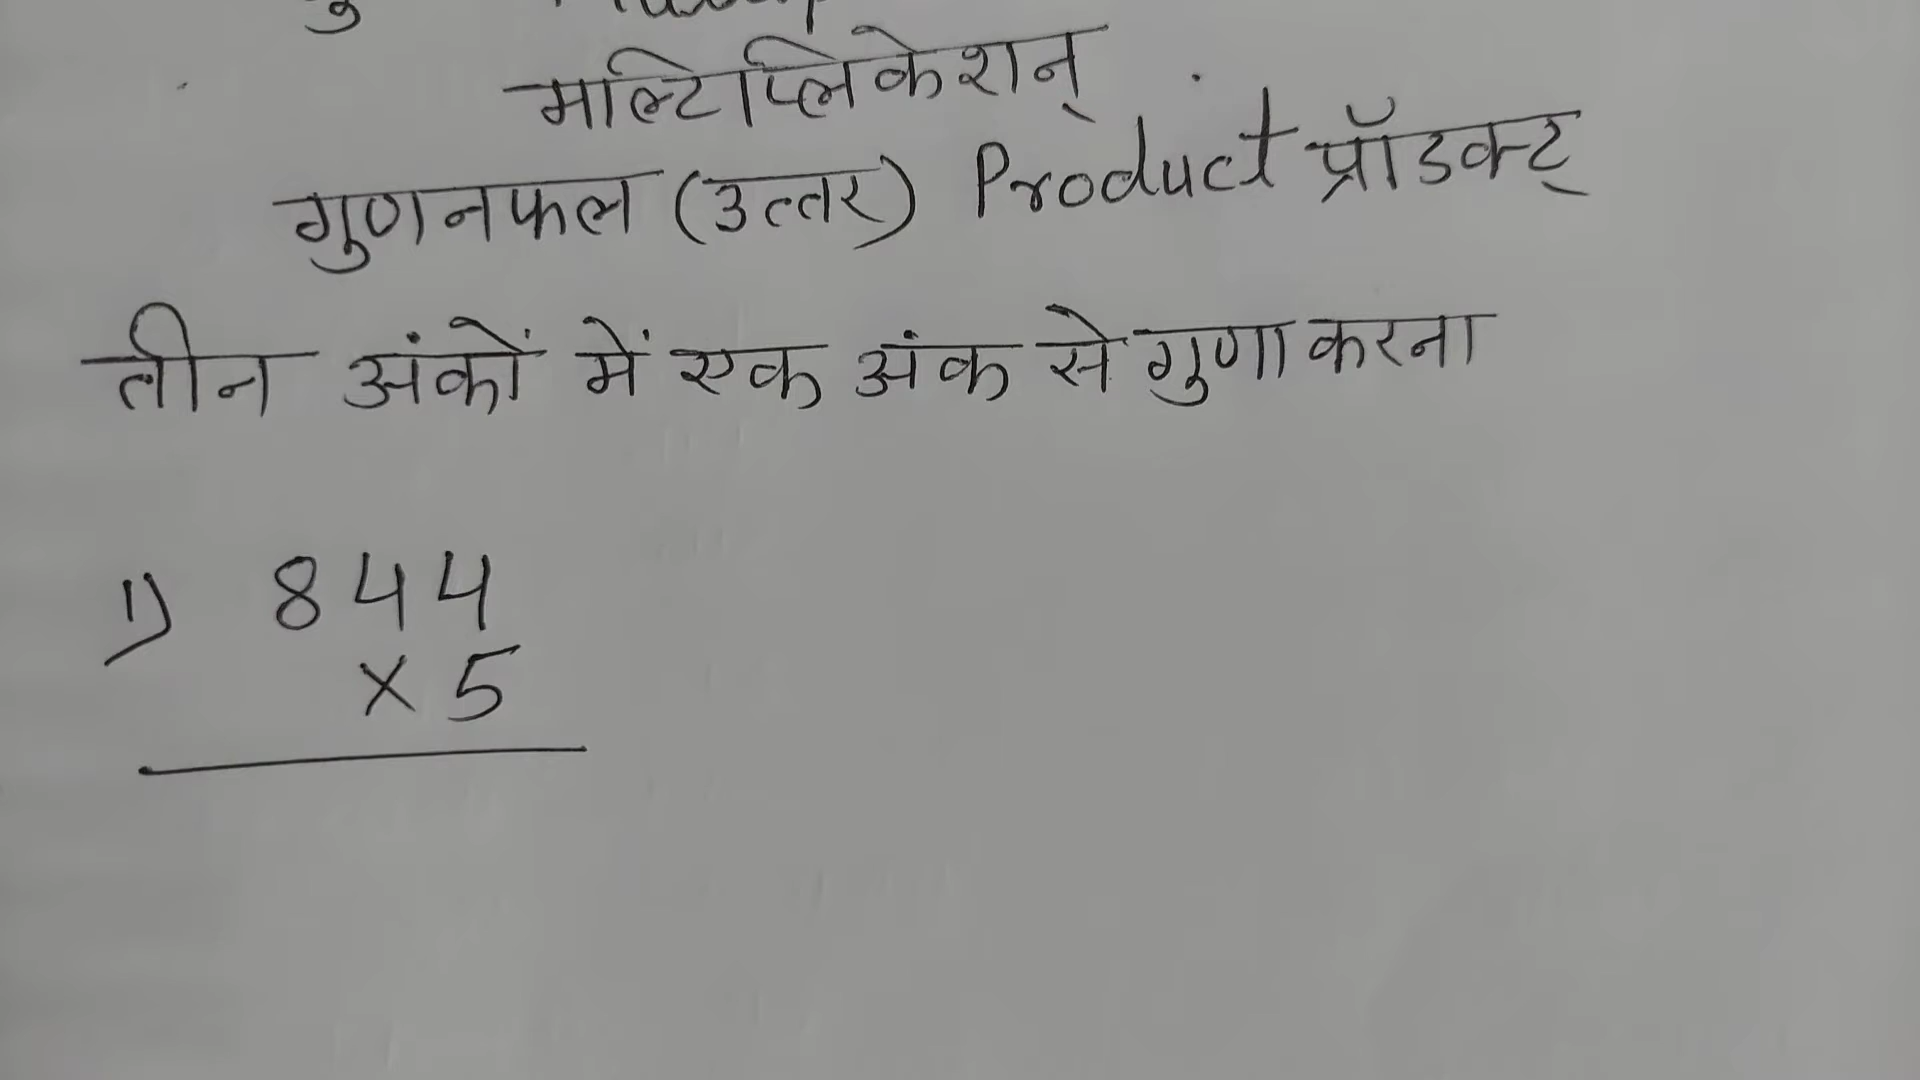 मल्टिप्लिकेशन्
गुणनफल (उत्तर) Product प्रॉडक्ट्
तीन अंकों में एक अंक से गुणा करना
1) 844
× 5